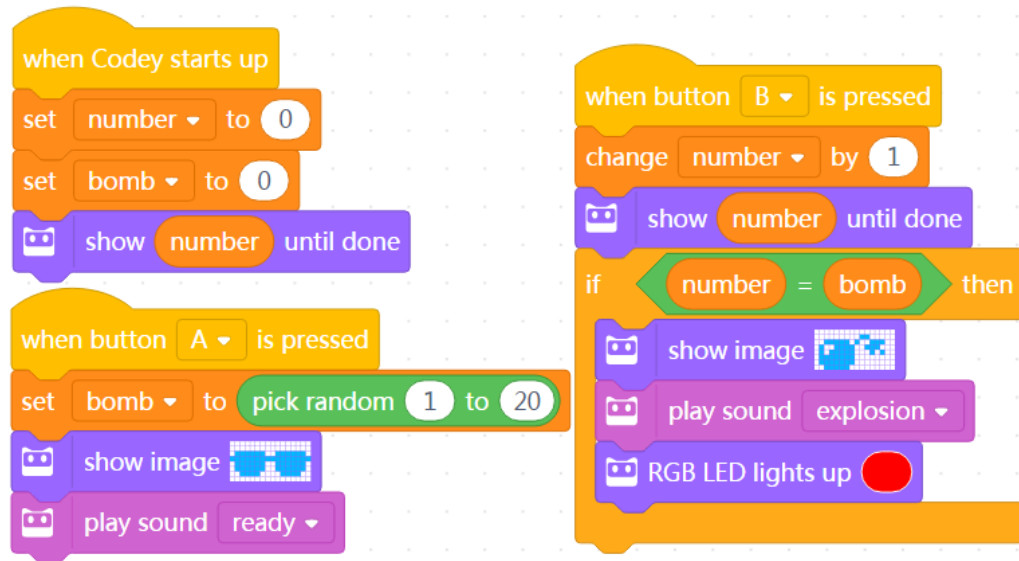 when Codey starts up
set number to 0
set bomb to 0
show number until done
when button A is pressed
set bomb to pick random 1 to 20
show image
play sound ready
when button B is pressed
change number by 1
show number until done
if number = bomb then
show image
play sound explosion
RGB LED lights up